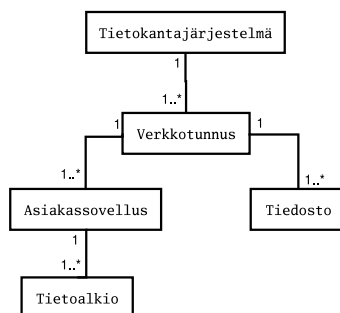 Tietokantajärjestelmä
1
1..*
1
Verkkotunnus
1
1..*
1..*
Asiakassovellus
Tiedosto
1
1..*
Tietoalkio